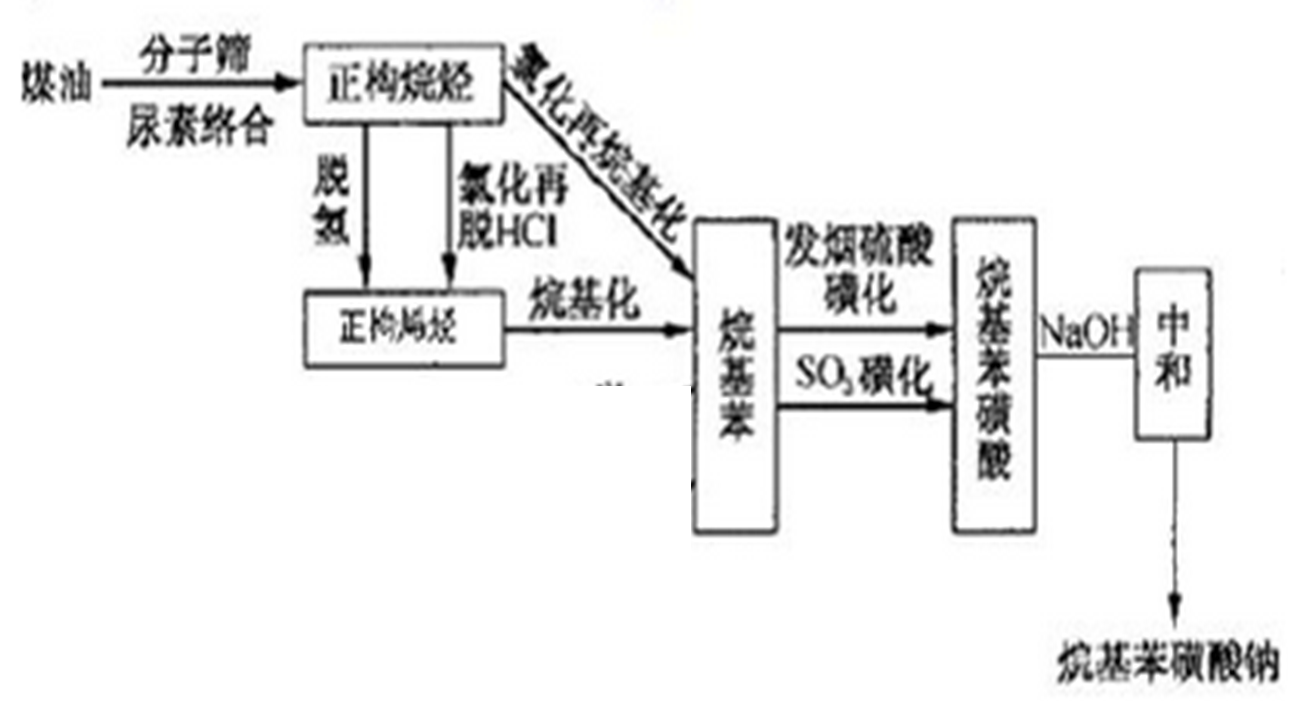 煤油
分子筛
尿素络合
正构烷烃
氯化再烷基化
脱
氢
氯化再
脱HCl
正构烯烃
烷基化
烷
基
苯
发烟硫酸
磺化
SO₃磺化
烷
基
苯
磺
酸
NaOH
中
和
烷基苯磺酸钠